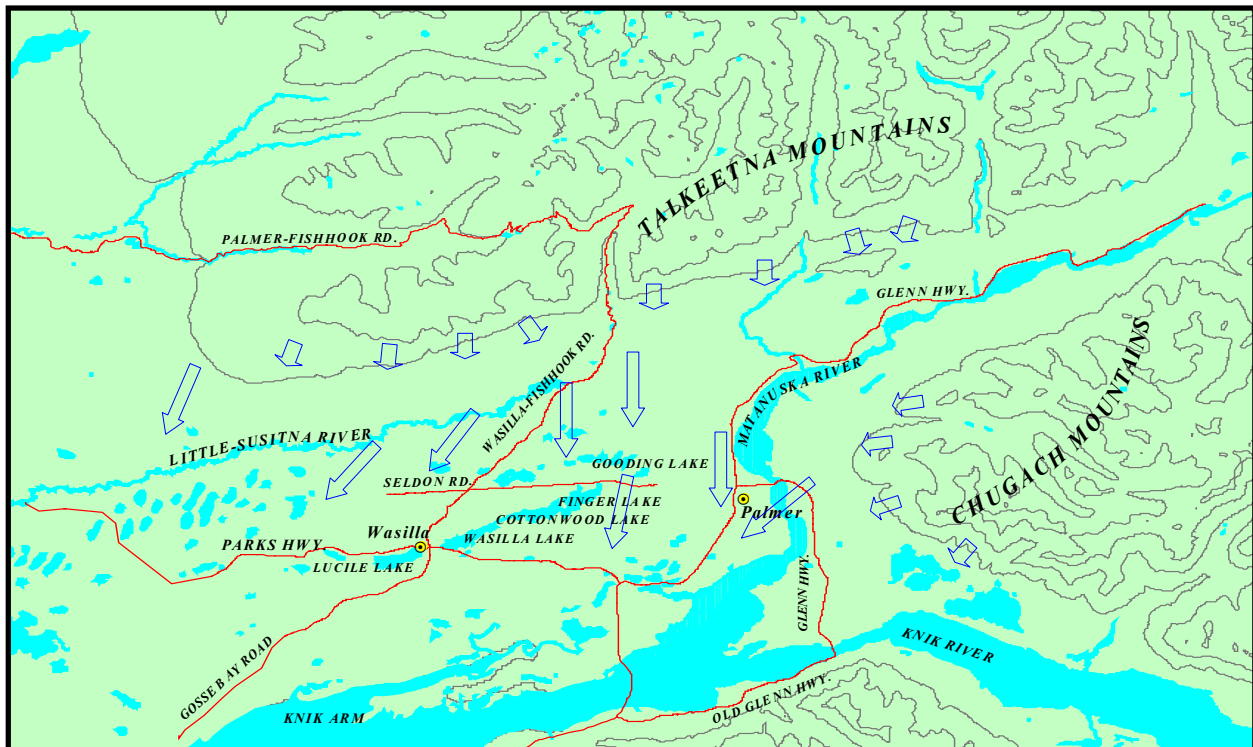 TALKEETNA MOUNTAINS
PALMER-FISHHOOK RD.
GLENN HWY.
WASILLA-FISHHOOK RD.
MATANUSKA RIVER
CHUGACH MOUNTAINS
LITTLE-SUSITNA RIVER
GOODING LAKE
SELDON RD.
FINGER LAKE
Palmer
COTTONWOOD LAKE
Wasilla
WASILLA LAKE
PARKS HWY.
LUCILE LAKE
GLENN HWY.
KNIK RIVER
GOSSE B AY ROAD
OLD GLENN HWY.
KNIK ARM